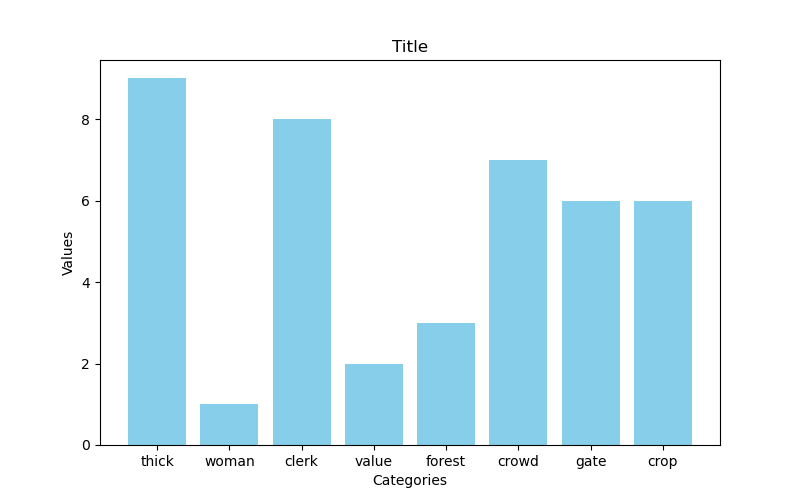 Title
Values
8
6
4
2
0
thick woman clerk value forest crowd gate crop
Categories